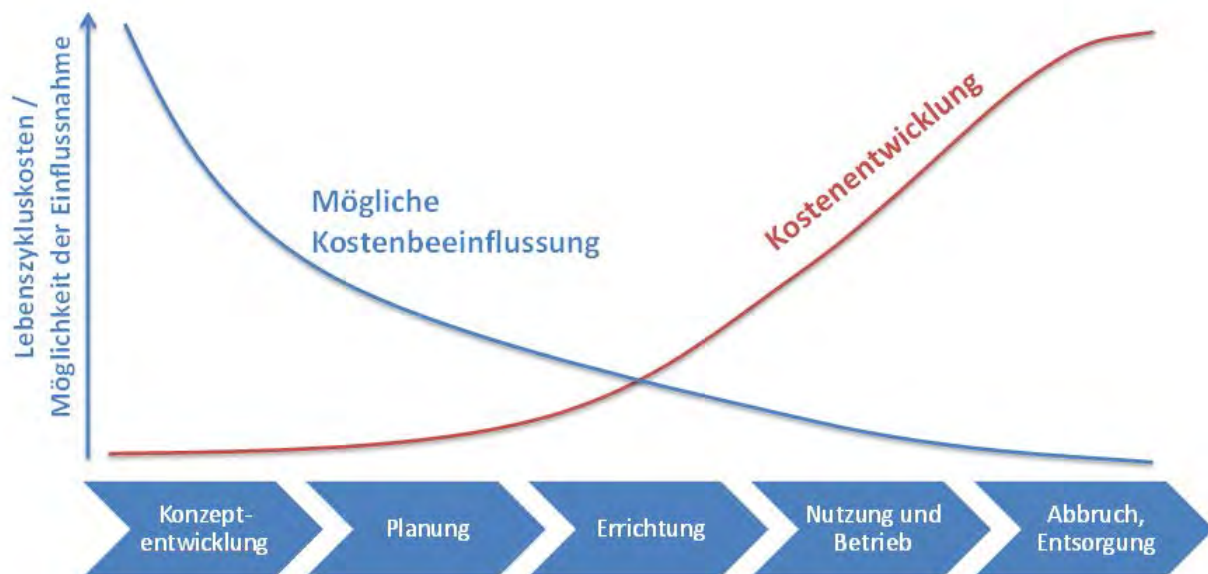 Lebenszykluskosten /
Möglichkeit der Einflussnahme
Mögliche
Kostenbeeinflussung
Kostenentwicklung
Konzept-
entwicklung
Planung
Errichtung
Nutzung und
Betrieb
Abbruch,
Entsorgung